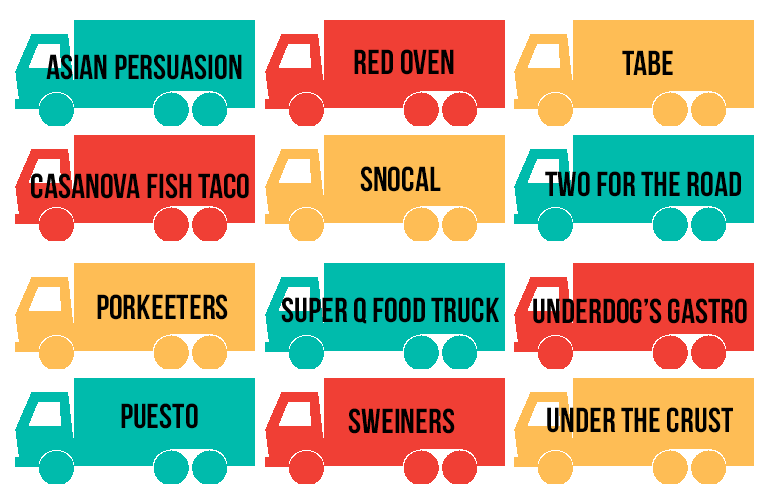 ASIAN PERSUASION
RED OVEN
TABE
CASANOVA FISH TACO
SNOCAL
TWO FOR THE ROAD
PORKEETERS
SUPER Q FOOD TRUCK
UNDERDOG'S GASTRO
PUESTO
SWEINERS
UNDER THE CRUST